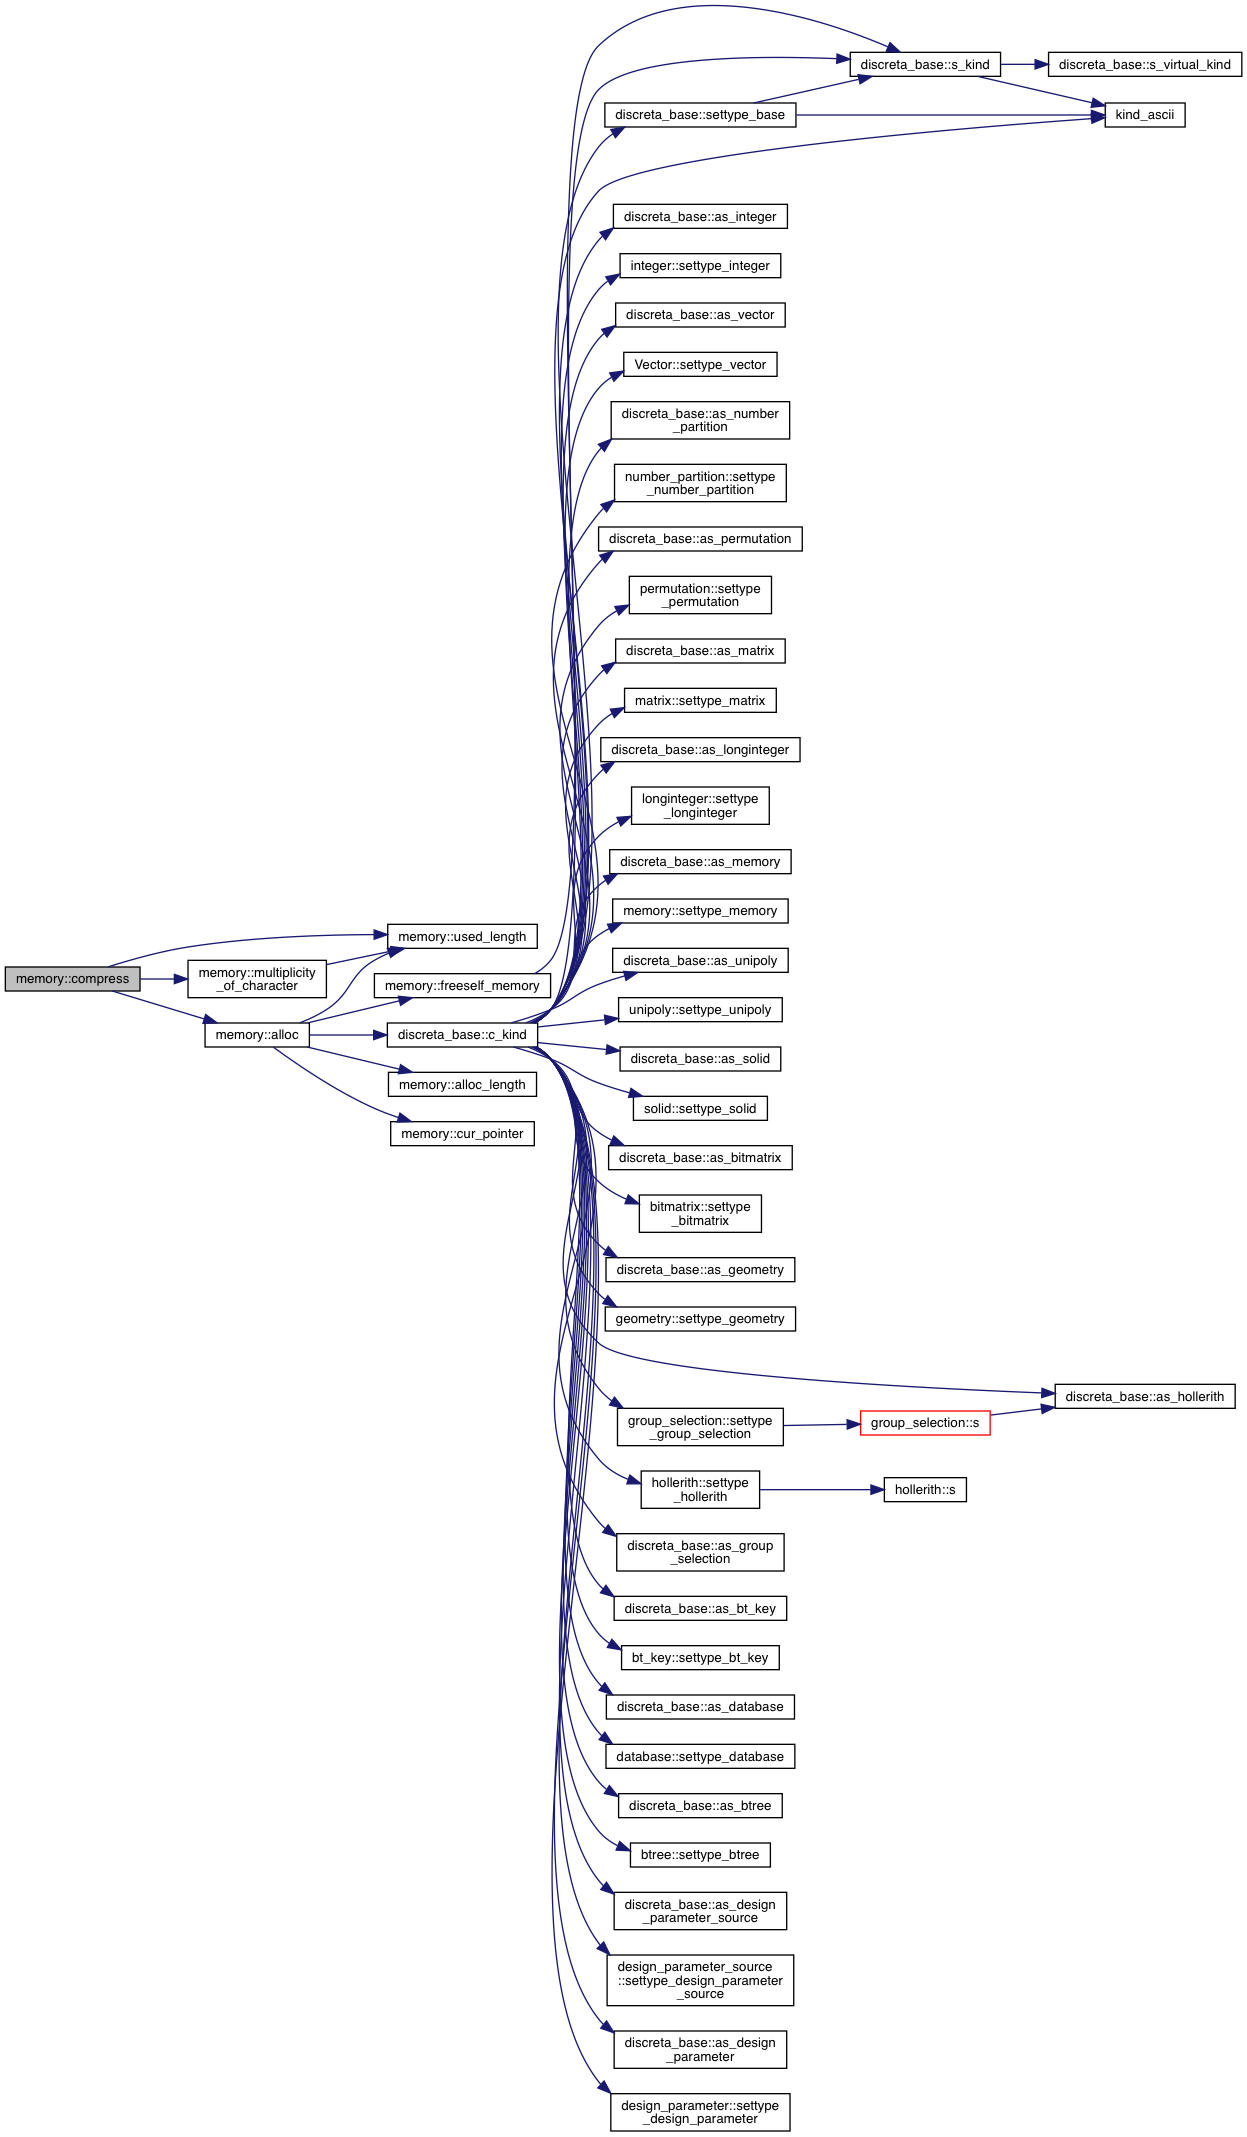 discreta_base::s_kind
discreta_base::s_virtual_kind
discreta_base::settype_base
kind_ascii
discreta_base::as_integer
integer::settype_integer
discreta_base::as_vector
Vector::settype_vector
discreta_base::as_number
_partition
number_partition::settype
_number_partition
discreta_base::as_permutation
permutation::settype
_permutation
discreta_base::as_matrix
matrix::settype_matrix
discreta_base::as_longinteger
longinteger::settype
_longinteger
discreta_base::as_memory
memory::settype_memory
memory::used_length
discreta_base::as_unipoly
memory::compress
memory::multiplicity
_of_character
memory::freeself_memory
unipoly::settype_unipoly
memory::alloc
discreta_base::c_kind
discreta_base::as_solid
memory::alloc_length
solid::settype_solid
memory::cur_pointer
discreta_base::as_bitmatrix
bitmatrix::settype
_bitmatrix
discreta_base::as_geometry
geometry::settype_geometry
discreta_base::as_hollerith
group_selection::settype
_group_selection
group_selection::s
hollerith::settype
_hollerith
hollerith::s
discreta_base::as_group
_selection
discreta_base::as_bt_key
bt_key::settype_bt_key
discreta_base::as_database
database::settype_database
discreta_base::as_btree
btree::settype_btree
discreta_base::as_design
_parameter_source
design_parameter_source
::settype_design_parameter
_source
discreta_base::as_design
_parameter
design_parameter::settype
_design_parameter